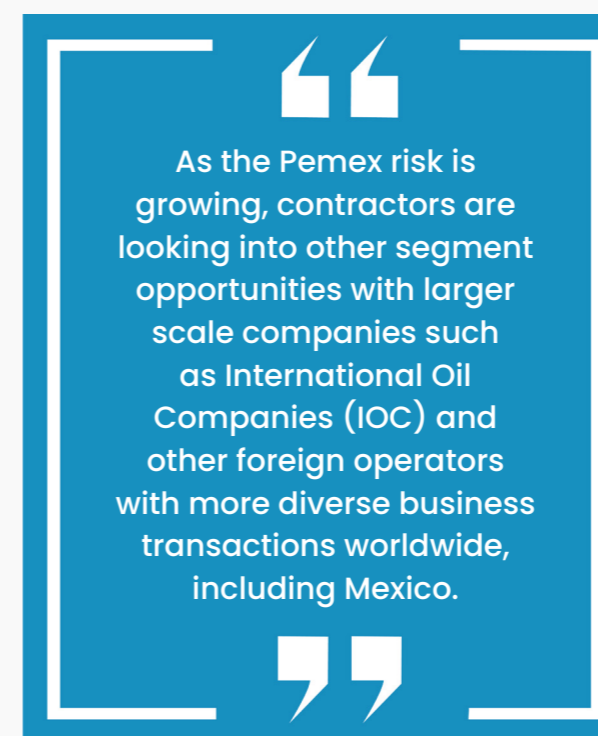 As the Pemex risk is
growing, contractors are
looking into other segment
opportunities with larger
scale companies such
as International Oil
Companies (IOC) and
other foreign operators
with more diverse business
transactions worldwide,
including Mexico.